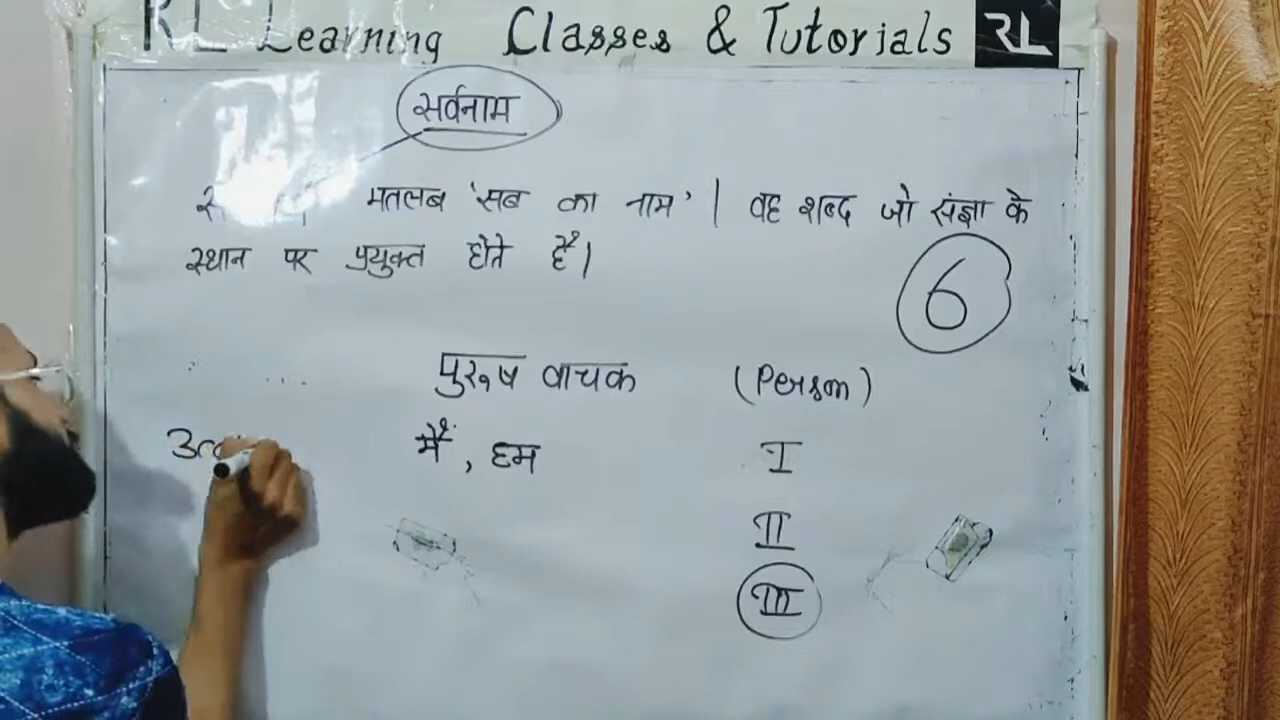 RL Learning Classes & Tutorials RL
सर्वनाम
मतलब 'सब का नाम' | वह शब्द जो संज्ञा के
स्थान पर प्रयुक्त होते हैं।
6
पुरुष वाचक (Person)
मैं, हम I
II
III